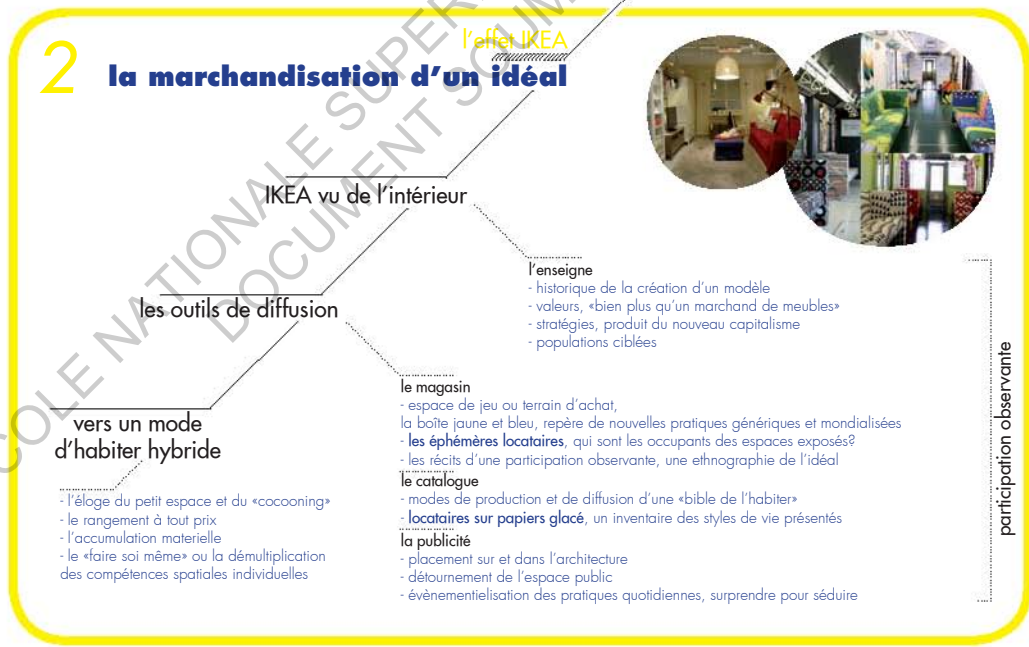 2
l'effet IKEA
la marchandisation d'un idéal
IKEA vu de l'intérieur
l'enseigne
- historique de la création d'un modèle
- valeurs, «bien plus qu'un marchand de meubles»
- stratégies, produit du nouveau capitalisme
- populations ciblées
les outils de diffusion
le magasin
- espace de jeu ou terrain d'achat,
la boîte jaune et bleu, repère de nouvelles pratiques génériques et mondialisées
- les éphémères locataires, qui sont les occupants des espaces exposés?
- les récits d'une participation observante, une ethnographie de l'idéal
le catalogue
- modes de production et de diffusion d'une «bible de l'habiter»
- locataires sur papiers glacé, un inventaire des styles de vie présentés
la publicité
- placement sur et dans l'architecture
- détournement de l'espace public
- évènementielisation des pratiques quotidiennes, surprendre pour séduire
vers un mode
d'habiter hybride
- l'éloge du petit espace et du «cocooning»
- le rangement à tout prix
- l'accumulation materielle
- le «faire soi même» ou la démultiplication
des compétences spatiales individuelles
participation observante
COLE NATIONALE SUPER
DOCUMENT SOUM